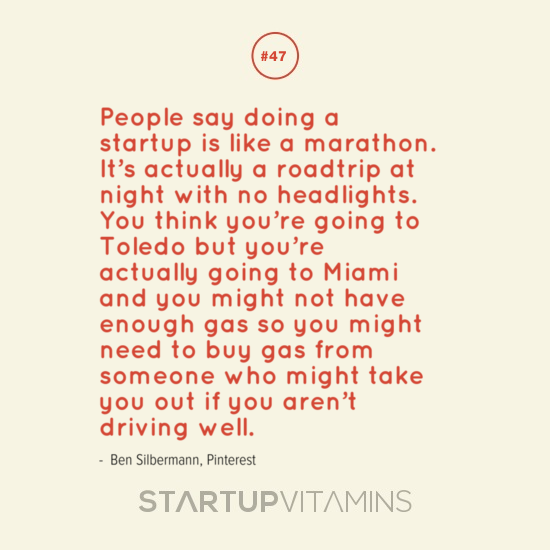 #47
People say doing a
startup is like a marathon.
It's actually a roadtrip at
night with no headlights.
You think you're going to
Toledo but you're
actually going to Miami
and you might not have
enough gas so you might
need to buy gas from
someone who might take
you out if you aren't
driving well.
- Ben Silbermann, Pinterest
STARTUPVITAMINS